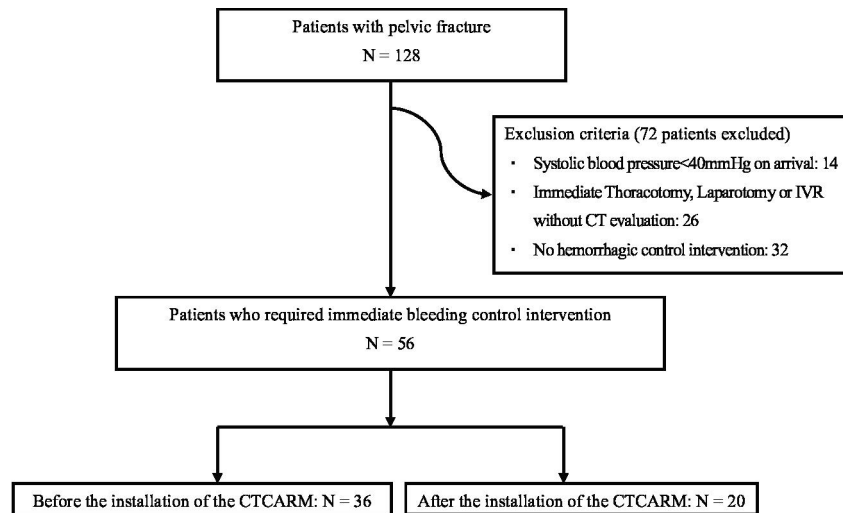 Patients with pelvic fracture
N = 128
Exclusion criteria (72 patients excluded)
・ Systolic blood pressure<40mmHg on arrival: 14
・ Immediate Thoracotomy, Laparotomy or IVR
without CT evaluation: 26
・ No hemorrhagic control intervention: 32
Patients who required immediate bleeding control intervention
N = 56
Before the installation of the CTCARM: N = 36
After the installation of the CTCARM: N = 20